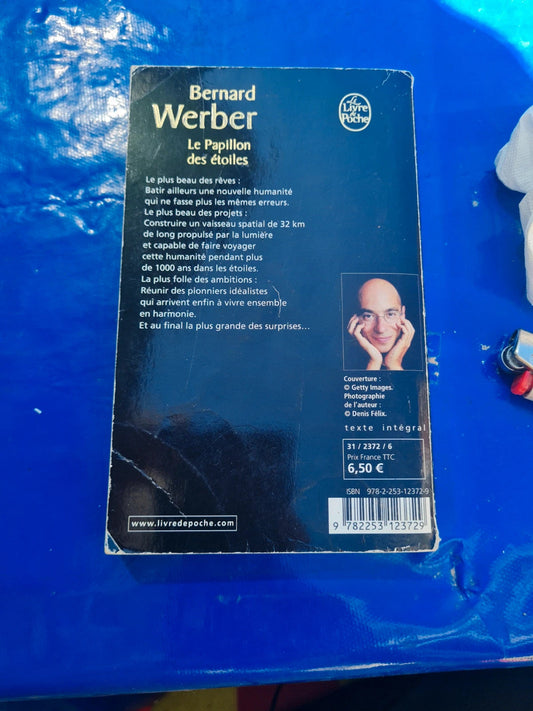 Bernard
Werber
Le Papillon
des étoiles
Le
Livre
de
Poche
Le plus beau des rêves :
Batir ailleurs une nouvelle humanité
qui ne fasse plus les mêmes erreurs.
Le plus beau des projets :
Construire un vaisseau spatial de 32 km
de long propulsé par la lumière
et capable de faire voyager
cette humanité pendant plus
de 1000 ans dans les étoiles.
La plus folle des ambitions :
Réunir des pionniers idéalistes
qui arrivent enfin à vivre ensemble
en harmonie.
Et au final la plus grande des surprises...
Couverture :
© Getty Images.
Photographie
de l'auteur :
© Denis Félix.
texte intégral
31 / 2372 / 6
Prix France TTC
6,50 €
ISBN 978-2-253-12372-9
9 782253 123729
www.livredepoche.com